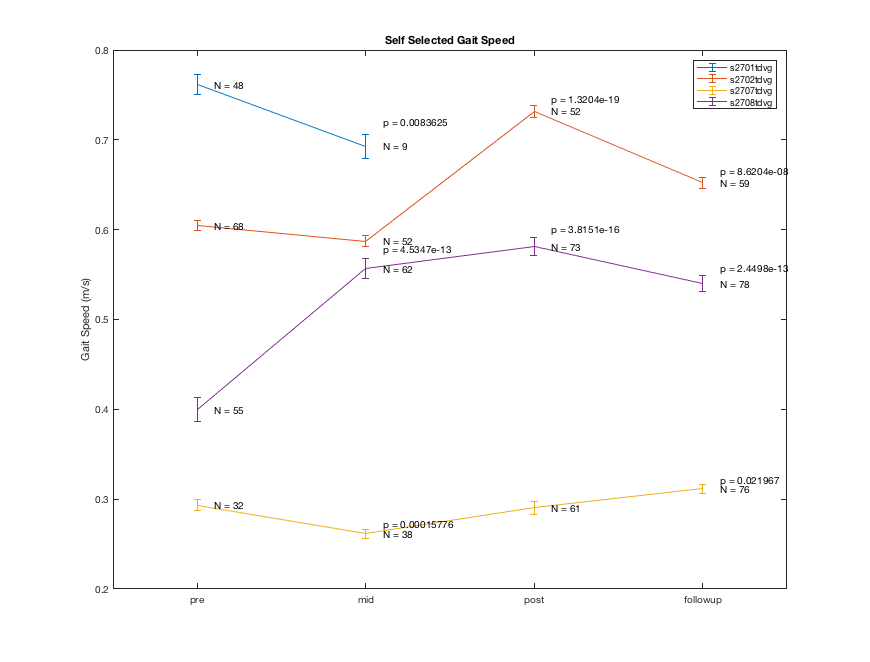 Self Selected Gait Speed
s2701tdvg
s2702tdvg
s2707tdvg
s2708tdvg
Gait Speed (m/s)
0.8
0.7
0.6
0.5
0.4
0.3
0.2
N = 48
p = 0.0083625
N = 9
p = 1.3204e-19
N = 52
p = 8.6204e-08
N = 59
N = 68
N = 52
p = 4.5347e-13
N = 62
p = 3.8151e-16
N = 73
p = 2.4498e-13
N = 78
N = 55
N = 32
p = 0.00015776
N = 38
N = 61
p = 0.021967
N = 76
pre
mid
post
followup